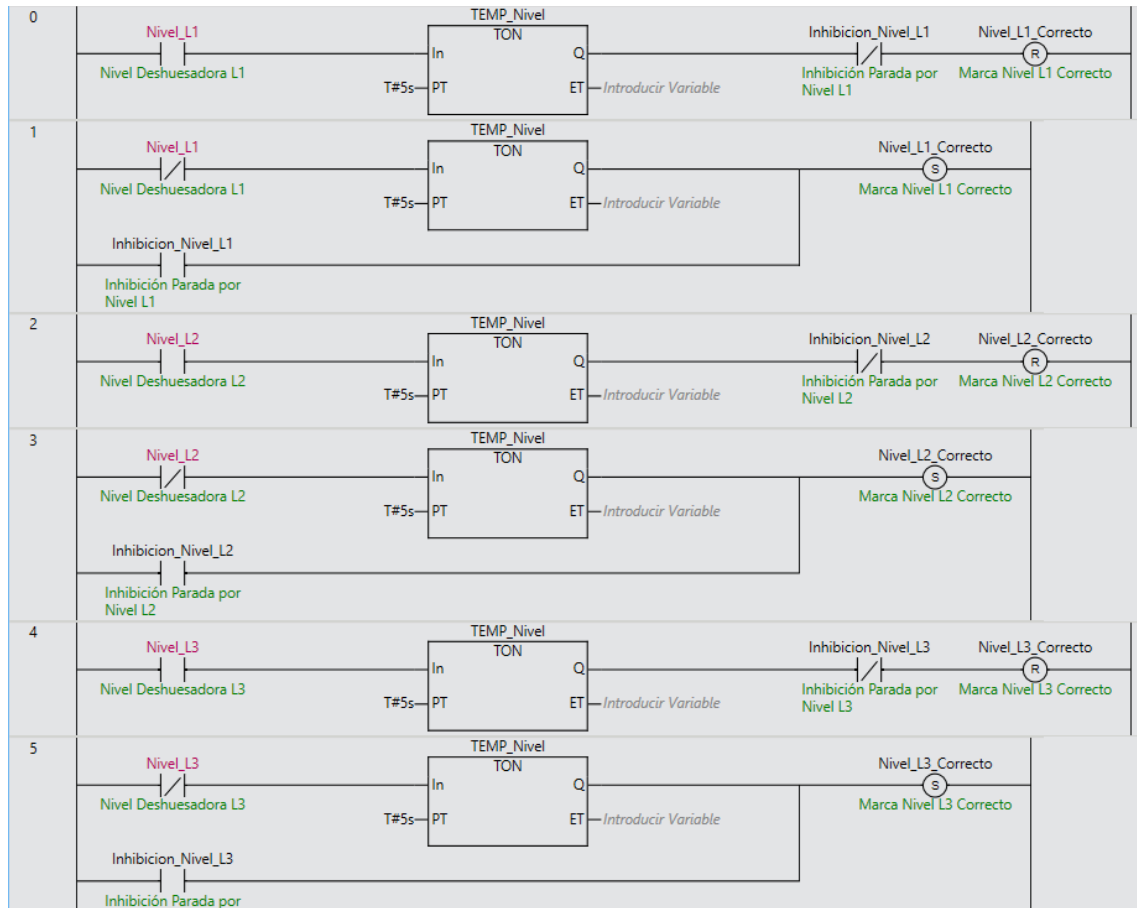 0
TEMP_Nivel
Nivel_L1
TON
Inhibicion_Nivel_L1
Nivel_L1_Correcto
In
Q
R
Nivel Deshuesadora L1
Inhibición Parada por
Nivel L1
Marca Nivel L1 Correcto
T#5s
PT
ET
Introducir Variable
1
TEMP_Nivel
Nivel_L1
TON
Nivel_L1_Correcto
In
Q
S
Nivel Deshuesadora L1
Marca Nivel L1 Correcto
T#5s
PT
ET
Introducir Variable
Inhibicion_Nivel_L1
Inhibición Parada por
Nivel L1
2
TEMP_Nivel
Nivel_L2
TON
Inhibicion_Nivel_L2
Nivel_L2_Correcto
In
Q
R
Nivel Deshuesadora L2
Inhibición Parada por
Nivel L2
Marca Nivel L2 Correcto
T#5s
PT
ET
Introducir Variable
3
TEMP_Nivel
Nivel_L2
TON
Nivel_L2_Correcto
In
Q
S
Nivel Deshuesadora L2
Marca Nivel L2 Correcto
T#5s
PT
ET
Introducir Variable
Inhibicion_Nivel_L2
Inhibición Parada por
Nivel L2
4
TEMP_Nivel
Nivel_L3
TON
Inhibicion_Nivel_L3
Nivel_L3_Correcto
In
Q
R
Nivel Deshuesadora L3
Inhibición Parada por
Nivel L3
Marca Nivel L3 Correcto
T#5s
PT
ET
Introducir Variable
5
TEMP_Nivel
Nivel_L3
TON
Nivel_L3_Correcto
In
Q
S
Nivel Deshuesadora L3
Marca Nivel L3 Correcto
T#5s
PT
ET
Introducir Variable
Inhibicion_Nivel_L3
Inhibición Parada por